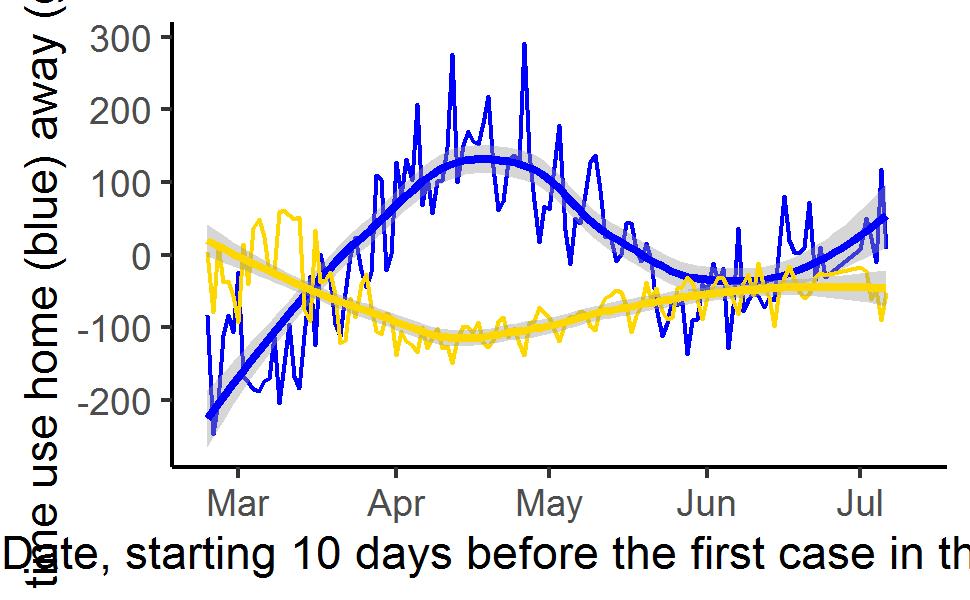 time use home (blue) away (g
300
200
100
0
-100
-200
Mar Apr May Jun Jul
Date, starting 10 days before the first case in th